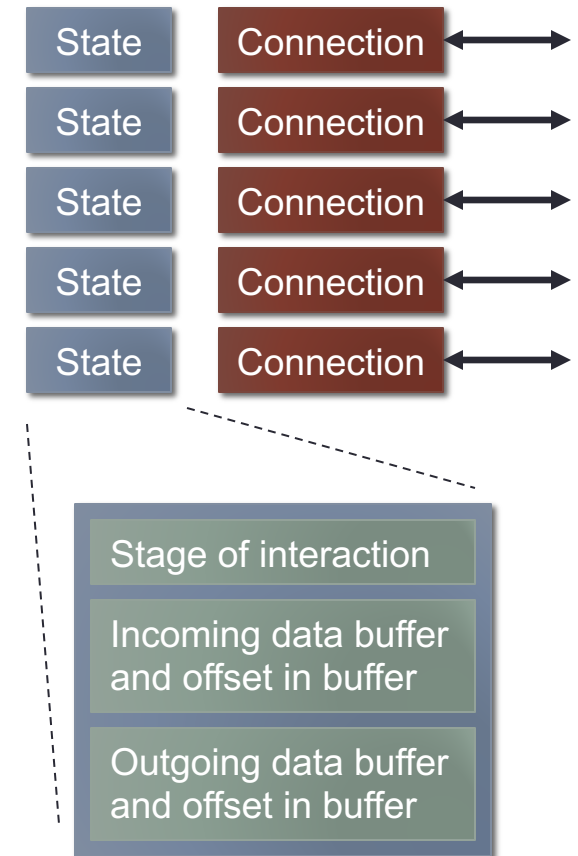 State Connection
State Connection
State Connection
State Connection
State Connection
Stage of interaction
Incoming data buffer
and offset in buffer
Outgoing data buffer
and offset in buffer